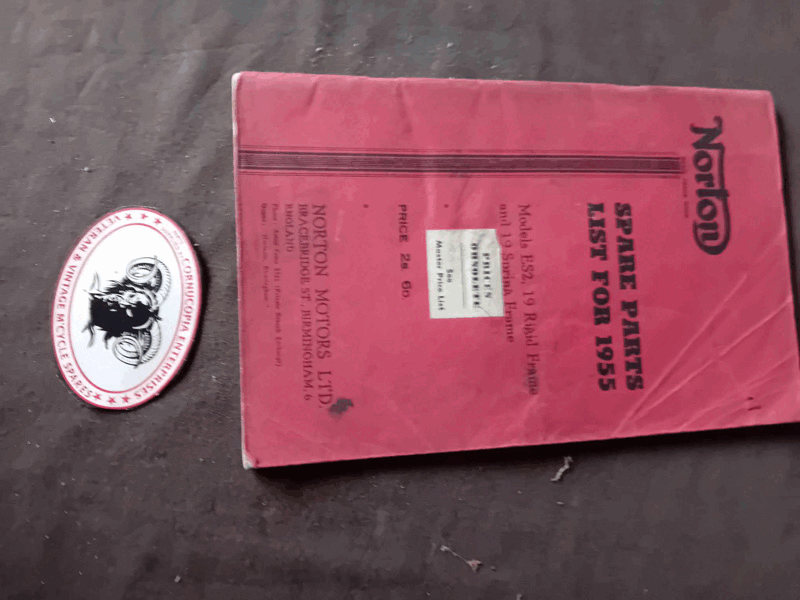 Norton
TRADE MARK
SPARE PARTS
LIST FOR 1955
Models ES2, 19 Rigid Frame
and 19 Spring Frame
PRICES
OBSOLETE
See
Master Price List
PRICE 2s. 6D.
NORTON MOTORS LTD.
BRACEBRIDGE ST., BIRMINGHAM, 6
ENGLAND
CORNUCOPIA ENTERPRISES
VETERAN & VINTAGE M'CYCLE SPARES